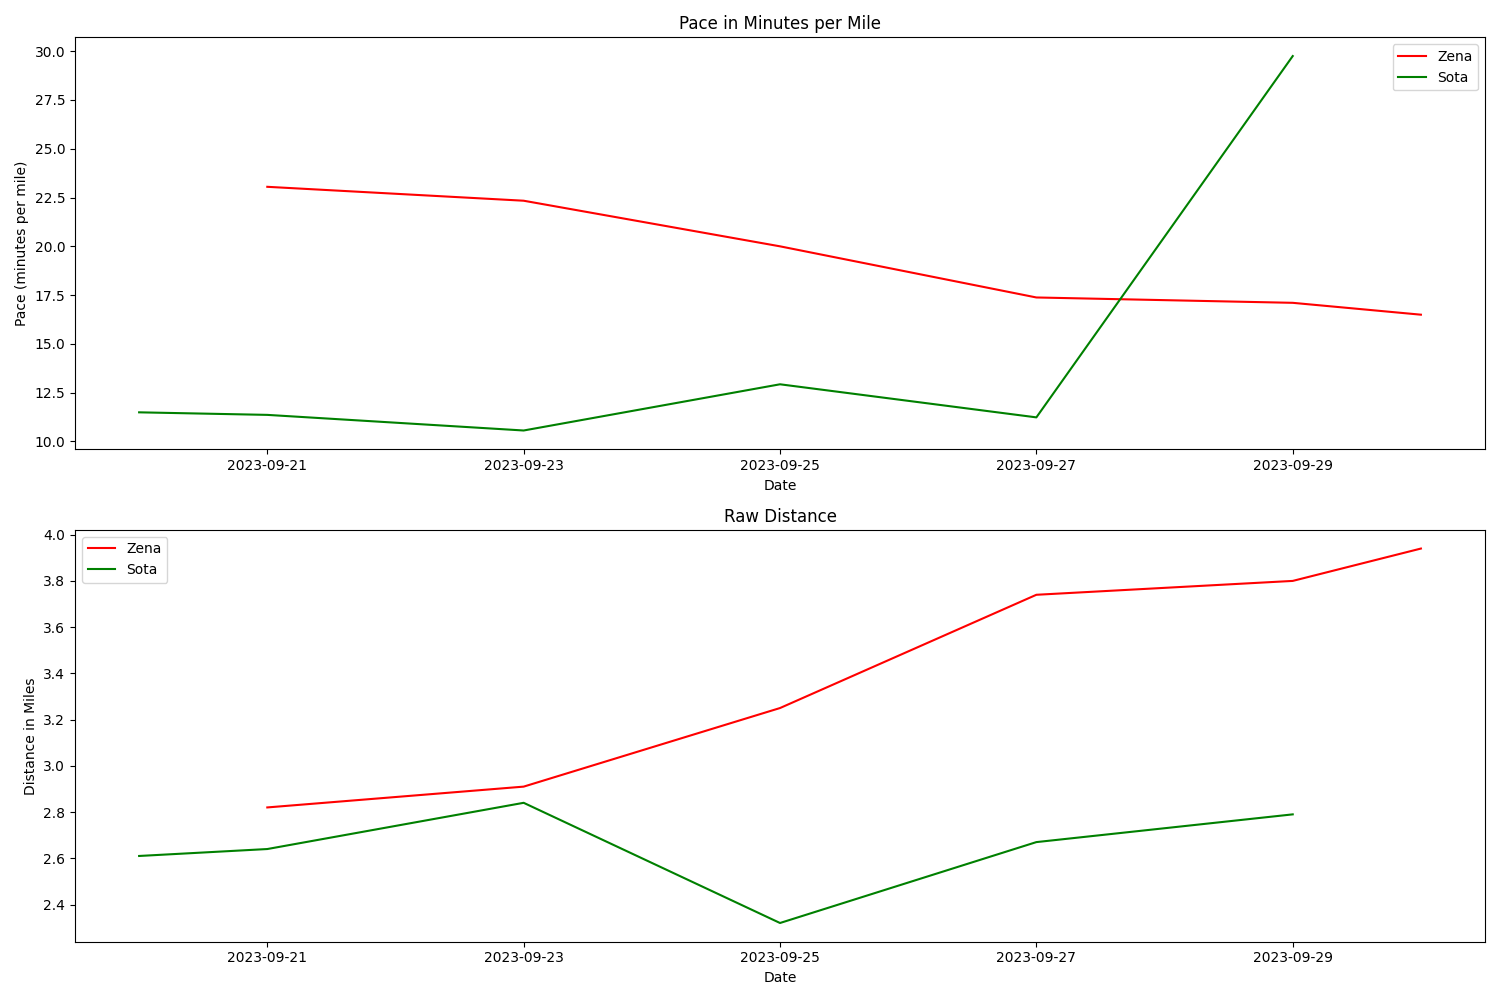 Pace in Minutes per Mile
30.0
27.5
25.0
22.5
20.0
17.5
15.0
12.5
10.0
Pace (minutes per mile)
Zena
Sota
2023-09-21
2023-09-23
2023-09-25
2023-09-27
2023-09-29
Date
Raw Distance
4.0
3.8
3.6
3.4
3.2
3.0
2.8
2.6
2.4
Distance in Miles
Zena
Sota
2023-09-21
2023-09-23
2023-09-25
2023-09-27
2023-09-29
Date